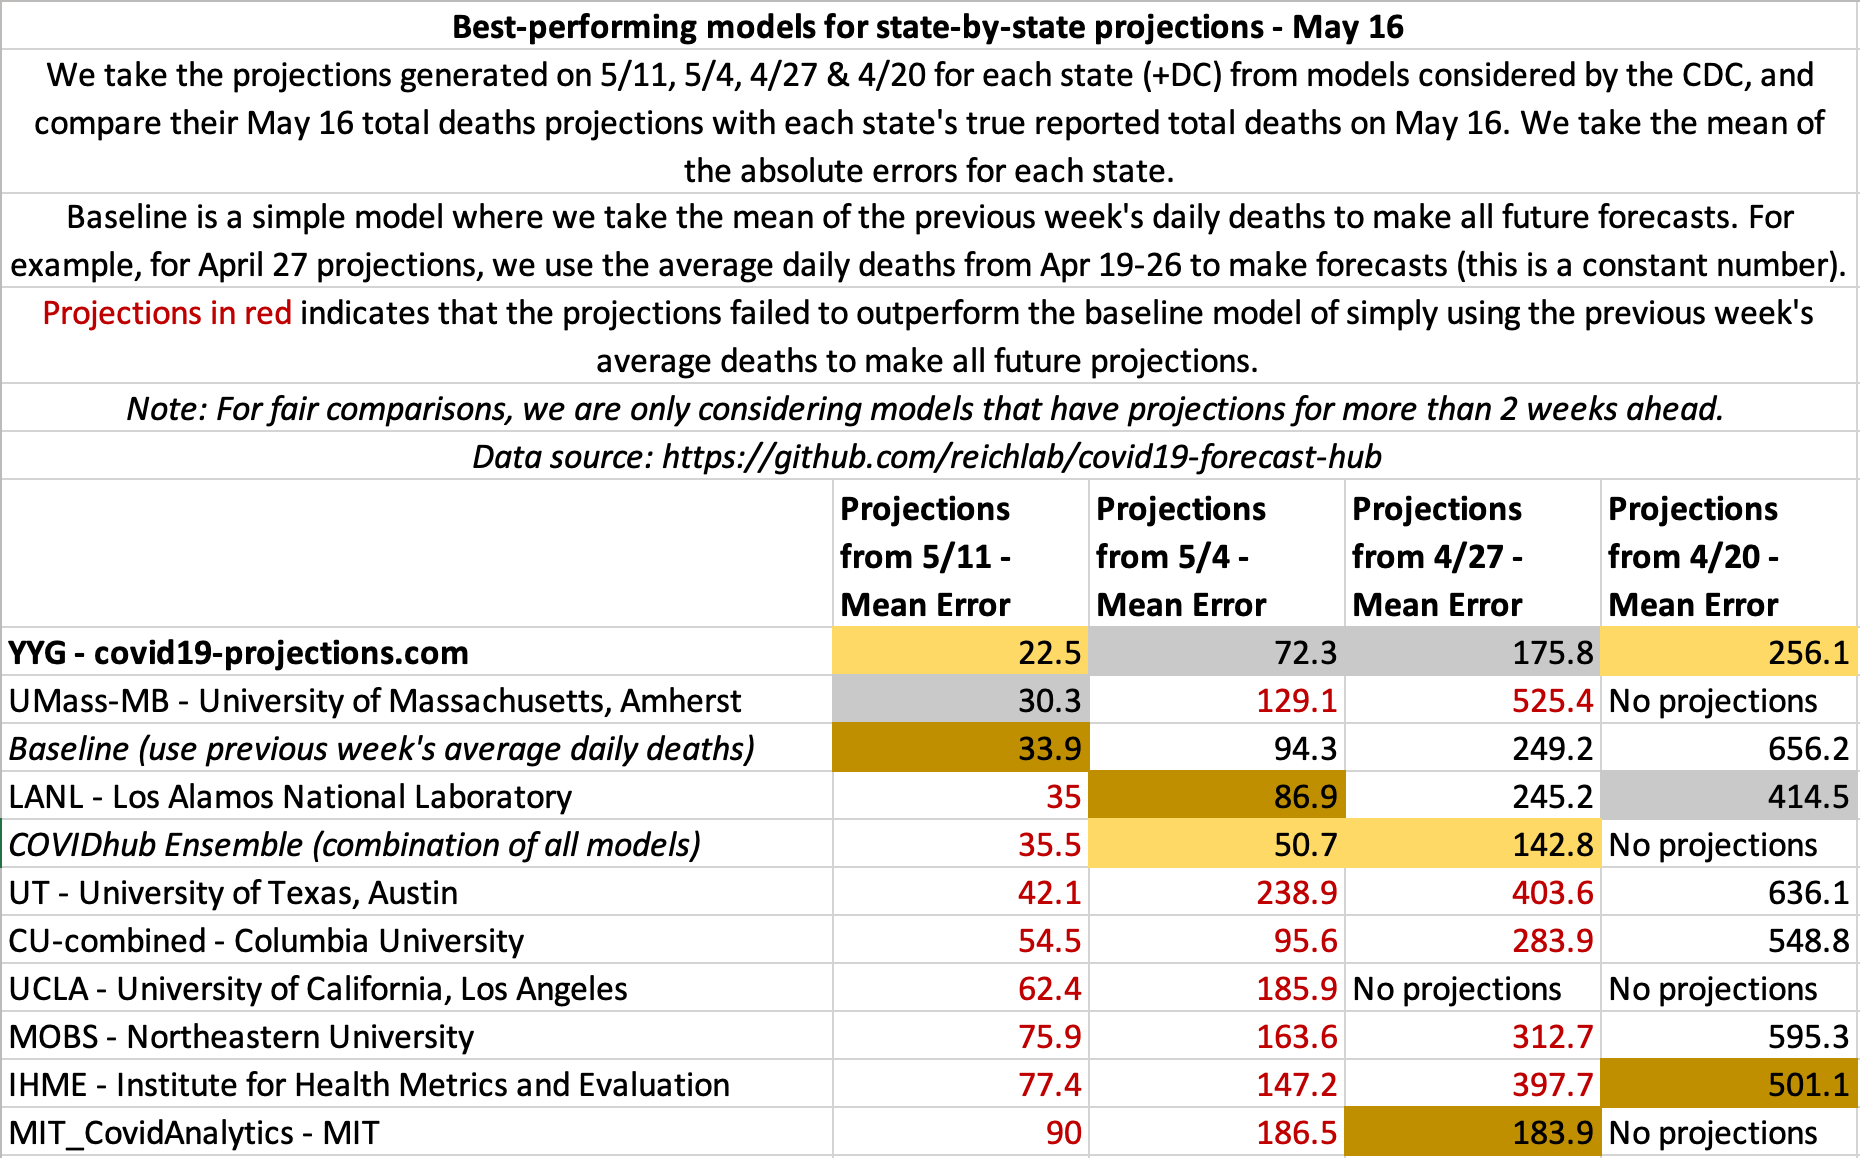 Best-performing models for state-by-state projections - May 16
We take the projections generated on 5/11, 5/4, 4/27 & 4/20 for each state (+DC) from models considered by the CDC, and
compare their May 16 total deaths projections with each state's true reported total deaths on May 16. We take the mean of
the absolute errors for each state.
Baseline is a simple model where we take the mean of the previous week's daily deaths to make all future forecasts. For
example, for April 27 projections, we use the average daily deaths from Apr 19-26 to make forecasts (this is a constant number).
Projections in red indicates that the projections failed to outperform the baseline model of simply using the previous week's
average deaths to make all future projections.
Note: For fair comparisons, we are only considering models that have projections for more than 2 weeks ahead.
Data source: https://github.com/reichlab/covid19-forecast-hub
Projections from 5/11 - Mean Error Projections from 5/4 - Mean Error Projections from 4/27 - Mean Error Projections from 4/20 - Mean Error
YYG - covid19-projections.com 22.5 72.3 175.8 256.1
UMass-MB - University of Massachusetts, Amherst 30.3 129.1 525.4 No projections
Baseline (use previous week's average daily deaths) 33.9 94.3 249.2 656.2
LANL - Los Alamos National Laboratory 35 86.9 245.2 414.5
COVIDhub Ensemble (combination of all models) 35.5 50.7 142.8 No projections
UT - University of Texas, Austin 42.1 238.9 403.6 636.1
CU-combined - Columbia University 54.5 95.6 283.9 548.8
UCLA - University of California, Los Angeles 62.4 185.9 No projections No projections
MOBS - Northeastern University 75.9 163.6 312.7 595.3
IHME - Institute for Health Metrics and Evaluation 77.4 147.2 397.7 501.1
MIT_CovidAnalytics - MIT 90 186.5 183.9 No projections